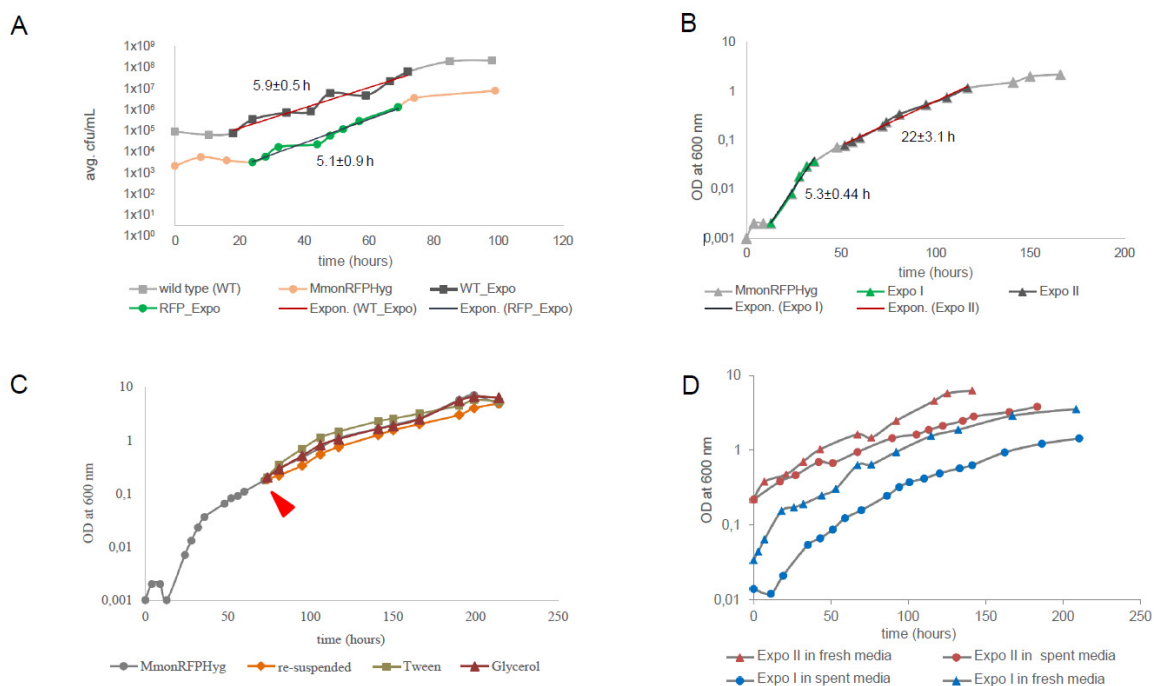 A
1x10⁹
1x10⁸
1x10⁷
1x10⁶
1x10⁵
1x10⁴
1x10³
1x10²
1x10¹
1x10⁰
avg. cfu/mL
5.9±0.5 h
5.1±0.9 h
0 20 40 60 80 100 120
time (hours)
wild type (WT) MmonRFPHyg WT_Expo
RFP_Expo Expon. (WT_Expo) Expon. (RFP_Expo)
B
10
1
0,1
0,01
0,001
OD at 600 nm
22±3.1 h
5.3±0.44 h
0 50 100 150 200
time (hours)
MmonRFPHyg Expo I Expo II
Expon. (Expo I) Expon. (Expo II)
C
10
1
0,1
0,01
0,001
OD at 600 nm
0 50 100 150 200 250
time (hours)
MmonRFPHyg re-suspended Tween Glycerol
D
10
1
0,1
0,01
OD at 600 nm
0 50 100 150 200 250
time (hours)
Expo II in fresh media Expo II in spent media
Expo I in spent media Expo I in fresh media